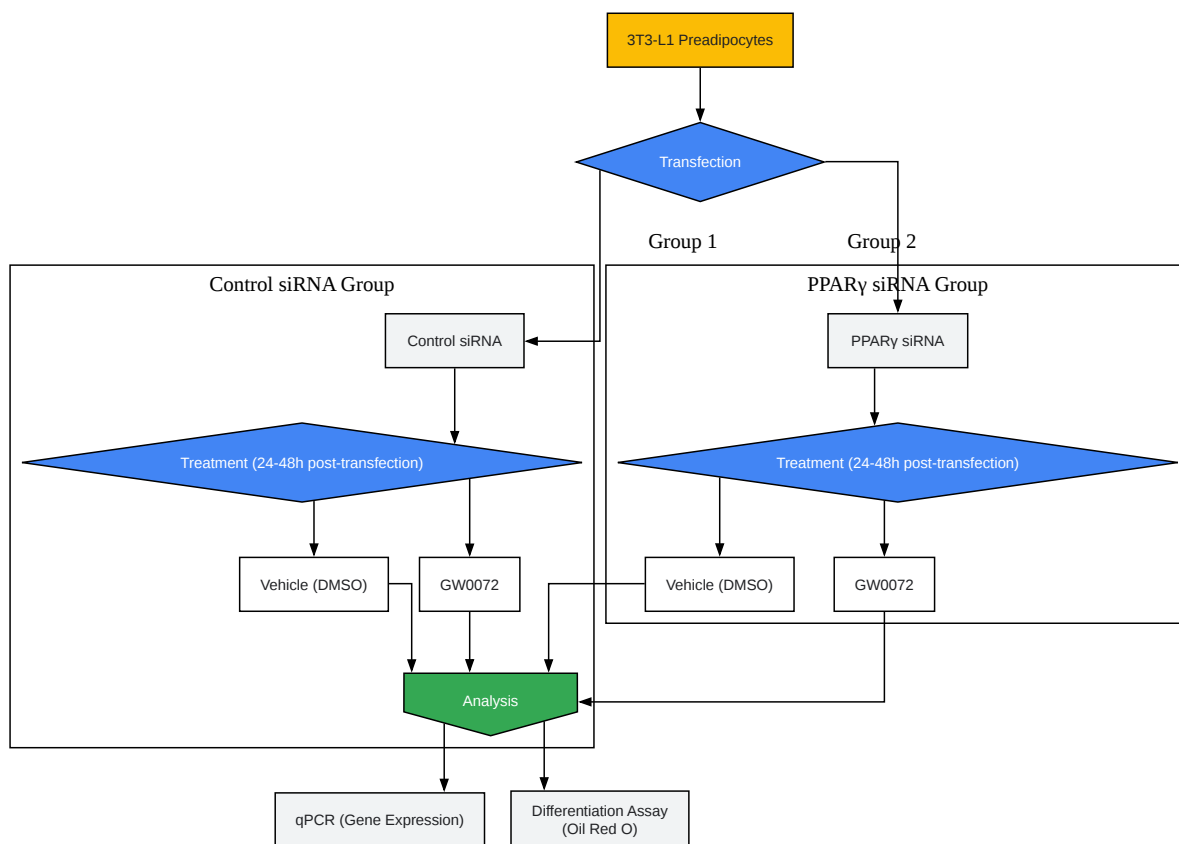 3T3-L1 Preadipocytes
Transfection
Group 1
Group 2
Control siRNA Group
PPARγ siRNA Group
Control siRNA
PPARγ siRNA
Treatment (24-48h post-transfection)
Treatment (24-48h post-transfection)
Vehicle (DMSO)
GW0072
Vehicle (DMSO)
GW0072
Analysis
qPCR (Gene Expression)
Differentiation Assay
(Oil Red O)